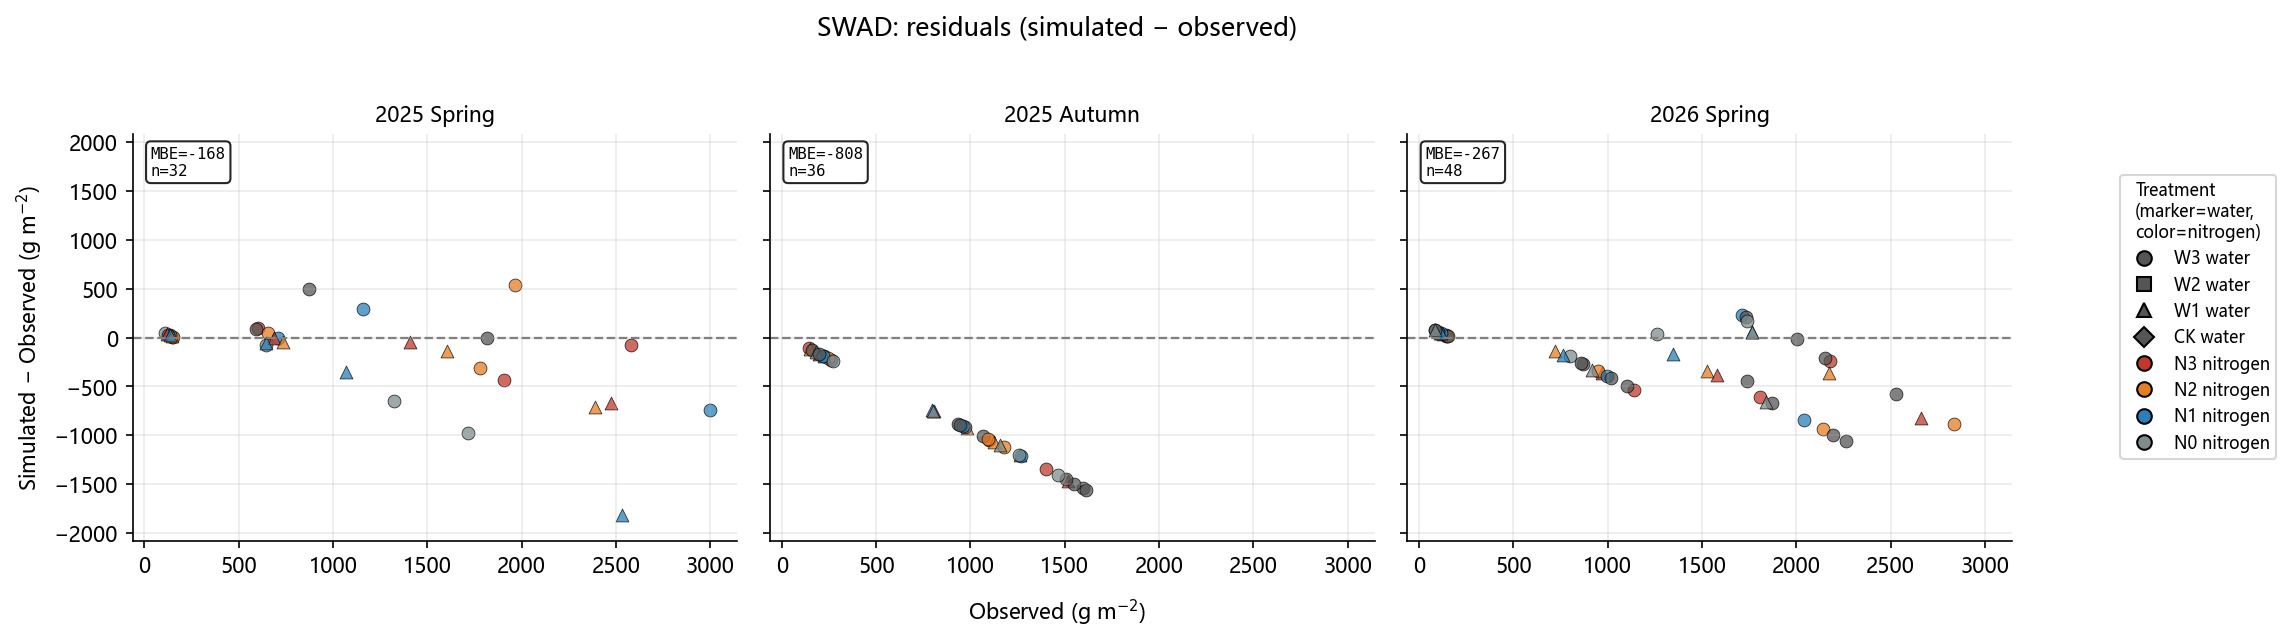 SWAD: residuals (simulated − observed)
2025 Spring
2025 Autumn
2026 Spring
MBE=-168
n=32
MBE=-808
n=36
MBE=-267
n=48
Simulated − Observed (g m⁻²)
2000
1500
1000
500
0
−500
−1000
−1500
−2000
0 500 1000 1500 2000 2500 3000
0 500 1000 1500 2000 2500 3000
0 500 1000 1500 2000 2500 3000
Observed (g m⁻²)
Treatment
(marker=water,
color=nitrogen)
W3 water
W2 water
W1 water
CK water
N3 nitrogen
N2 nitrogen
N1 nitrogen
N0 nitrogen